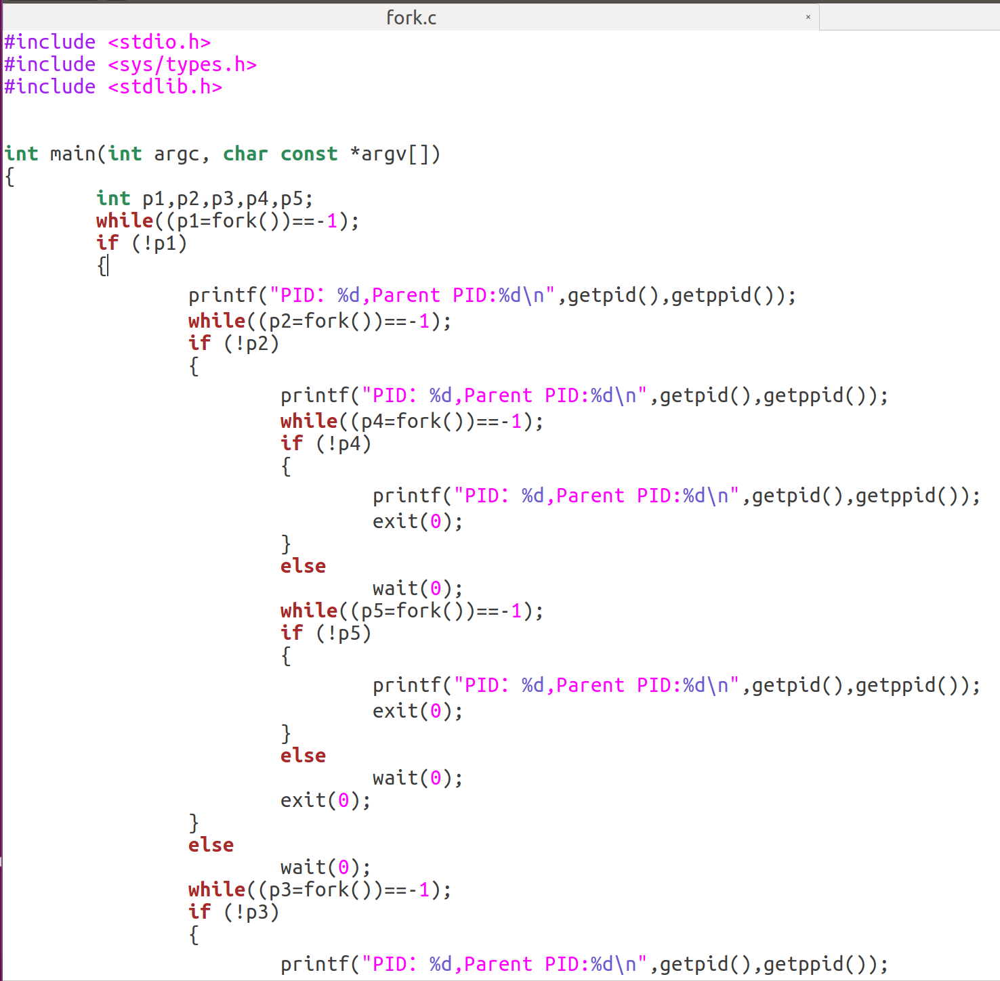 fork.c ×
#include <stdio.h>
#include <sys/types.h>
#include <stdlib.h>
int main(int argc, char const *argv[])
{
        int p1,p2,p3,p4,p5;
        while((p1=fork())==-1);
        if (!p1)
        {
                printf("PID：%d,Parent PID:%d\n",getpid(),getppid());
                while((p2=fork())==-1);
                if (!p2)
                {
                        printf("PID：%d,Parent PID:%d\n",getpid(),getppid());
                        while((p4=fork())==-1);
                        if (!p4)
                        {
                                printf("PID：%d,Parent PID:%d\n",getpid(),getppid());
                                exit(0);
                        }
                        else
                                wait(0);
                        while((p5=fork())==-1);
                        if (!p5)
                        {
                                printf("PID：%d,Parent PID:%d\n",getpid(),getppid());
                                exit(0);
                        }
                        else
                                wait(0);
                        exit(0);
                }
                else
                        wait(0);
                while((p3=fork())==-1);
                if (!p3)
                {
                        printf("PID：%d,Parent PID:%d\n",getpid(),getppid());